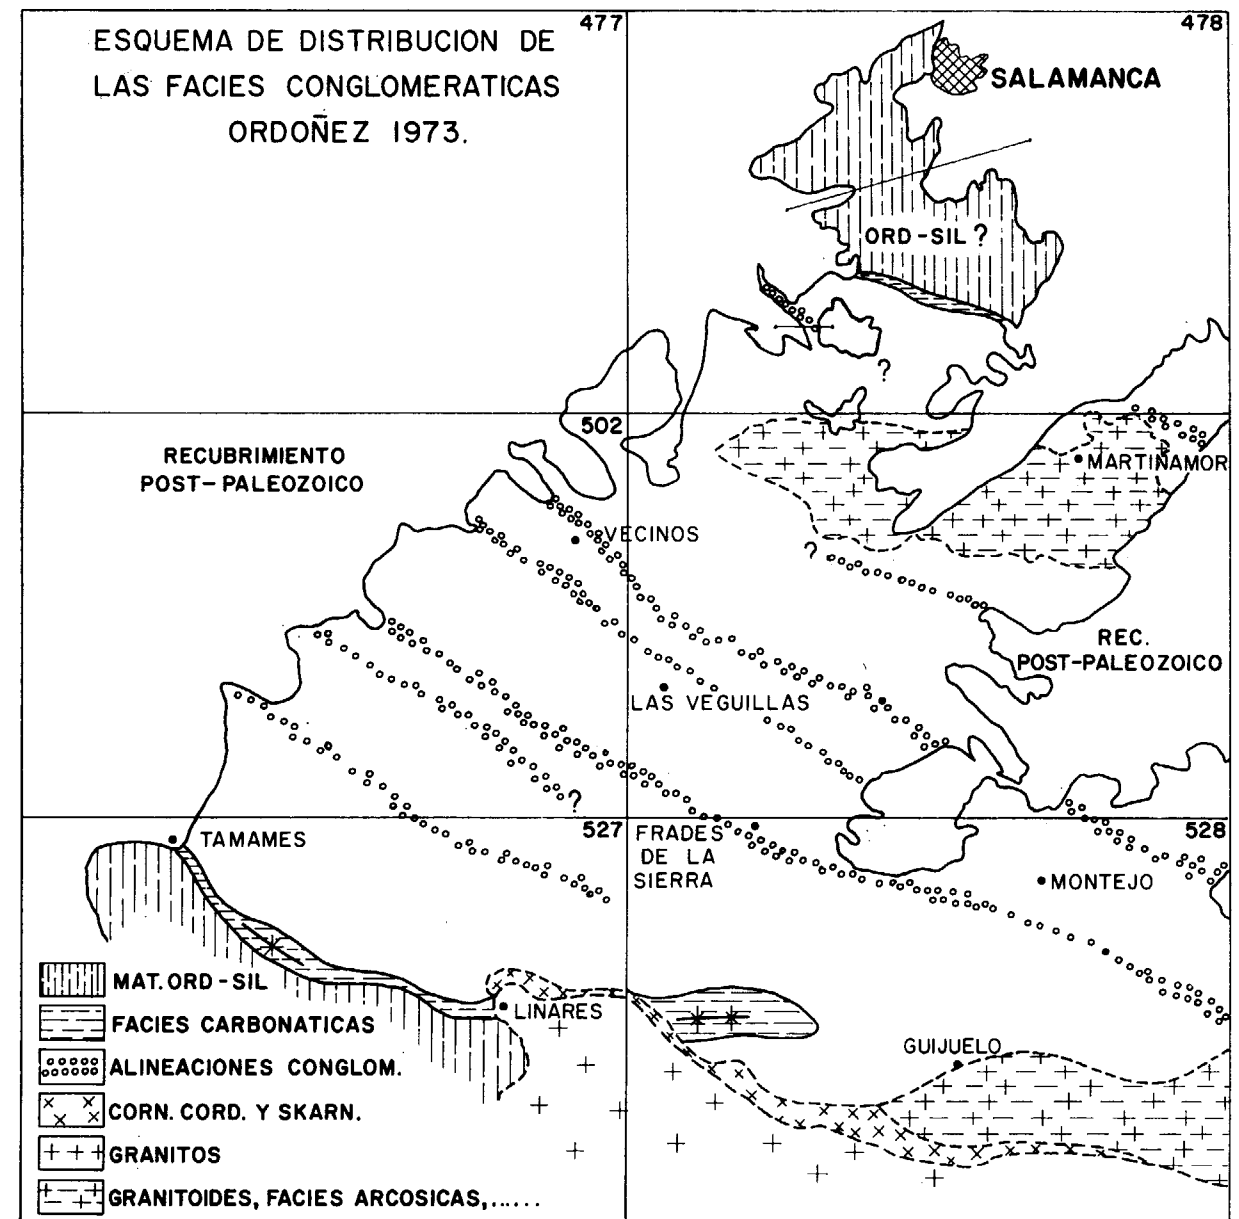 ESQUEMA DE DISTRIBUCION DE
LAS FACIES CONGLOMERATICAS
ORDOÑEZ 1973.
477
478
SALAMANCA
ORD-SIL ?
?
502
RECUBRIMIENTO
POST-PALEOZOICO
MARTINAMOR
VECINOS
?
REC.
POST-PALEOZOICO
LAS VEGUILLAS
?
527
528
TAMAMES
FRADES
DE LA
SIERRA
MONTEJO
LINARES
GUIJUELO
MAT. ORD-SIL
FACIES CARBONATICAS
ALINEACIONES CONGLOM.
CORN. CORD. Y SKARN.
GRANITOS
GRANITOIDES, FACIES ARCOSICAS,......